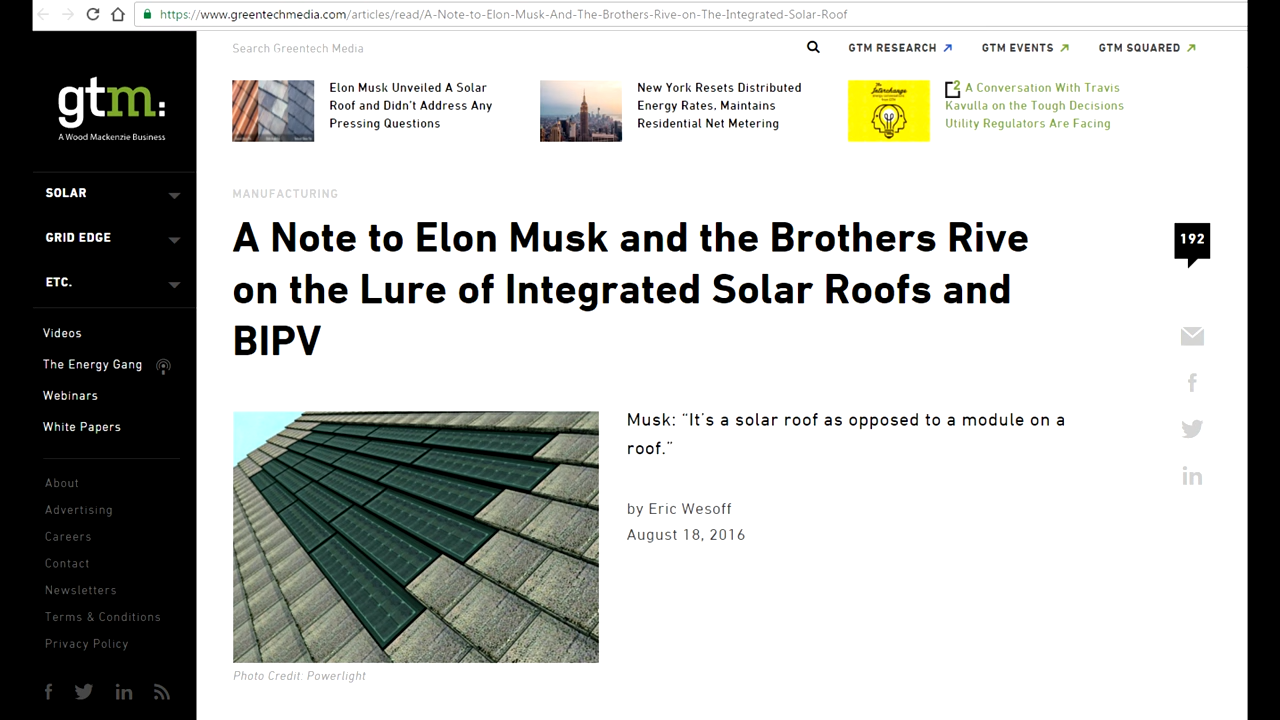 https://www.greentechmedia.com/articles/read/A-Note-to-Elon-Musk-And-The-Brothers-Rive-on-The-Integrated-Solar-Roof
gtm:
A Wood Mackenzie Business
SOLAR
GRID EDGE
ETC.
Videos
The Energy Gang
Webinars
White Papers
About
Advertising
Careers
Contact
Newsletters
Terms & Conditions
Privacy Policy
Search Greentech Media
GTM RESEARCH
GTM EVENTS
GTM SQUARED
Elon Musk Unveiled A Solar
Roof and Didn't Address Any
Pressing Questions
New York Resets Distributed
Energy Rates, Maintains
Residential Net Metering
The
Interchange
2 A Conversation With Travis
Kavulla on the Tough Decisions
Utility Regulators Are Facing
MANUFACTURING
A Note to Elon Musk and the Brothers Rive
on the Lure of Integrated Solar Roofs and
BIPV
192
Musk: “It's a solar roof as opposed to a module on a
roof.”
by Eric Wesoff
August 18, 2016
Photo Credit: Powerlight